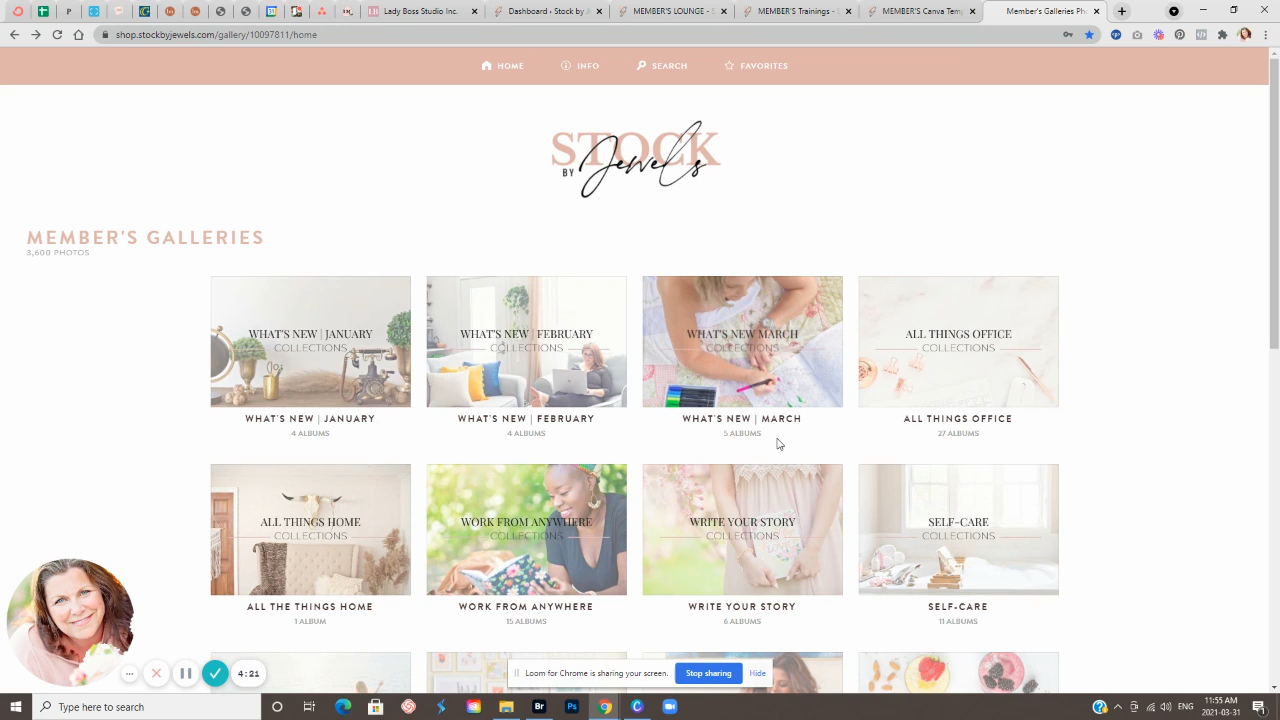 Lady Boss Studio Inc. - Dashbo
MEMBER'S LOUNGE - S
MEMBER'S Trainings - S
MEMBER's Canva Temp
Member's Galleries Pho
shop.stockbyjewels.com/gallery/10097811/home
HOME
INFO
SEARCH
FAVORITES
STOCK
BY Jewels
MEMBER'S GALLERIES
3,600 PHOTOS
WHAT'S NEW | JANUARY
COLLECTIONS
WHAT'S NEW | FEBRUARY
COLLECTIONS
WHAT'S NEW MARCH
COLLECTIONS
ALL THINGS OFFICE
COLLECTIONS
WHAT'S NEW | JANUARY
4 ALBUMS
WHAT'S NEW | FEBRUARY
4 ALBUMS
WHAT'S NEW | MARCH
5 ALBUMS
ALL THINGS OFFICE
27 ALBUMS
ALL THINGS HOME
COLLECTIONS
WORK FROM ANYWHERE
COLLECTIONS
WRITE YOUR STORY
COLLECTIONS
SELF-CARE
COLLECTIONS
ALL THE THINGS HOME
1 ALBUM
WORK FROM ANYWHERE
15 ALBUMS
WRITE YOUR STORY
6 ALBUMS
SELF-CARE
11 ALBUMS
4:21
Loom for Chrome is sharing your screen.
Stop sharing
Hide
Type here to search
Br
Ps
11:55 AM
2021-03-31